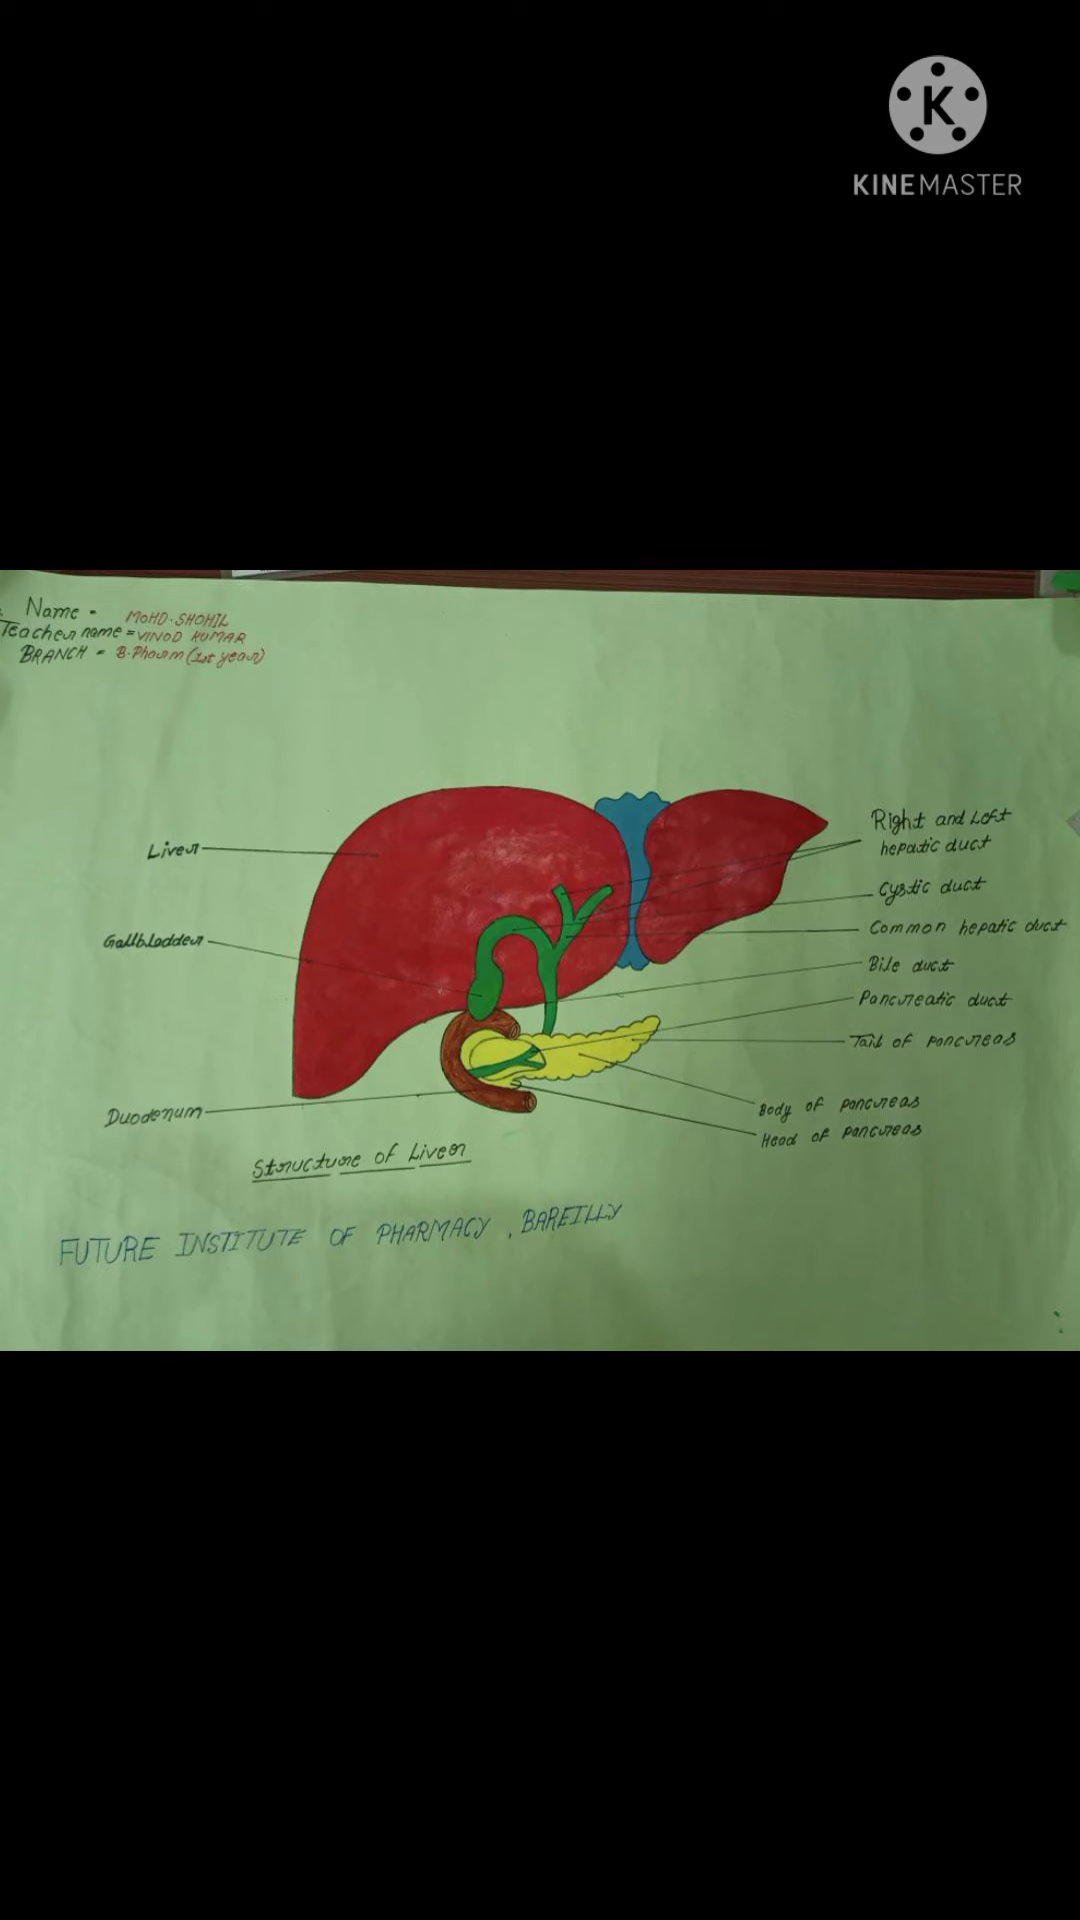 KINEMASTER
Name - MOHD. SHOHIL
Teacher name = VINOD KUMAR
BRANCH = B.Pharm (1st year)
Right and Left
hepatic duct
Liver
Cystic duct
Gallbladder
Common hepatic duct
Bile duct
Pancreatic duct
Tail of pancreas
Duodenum
Body of pancreas
Head of pancreas
Structure of Liver
FUTURE INSTITUTE OF PHARMACY , BAREILLY